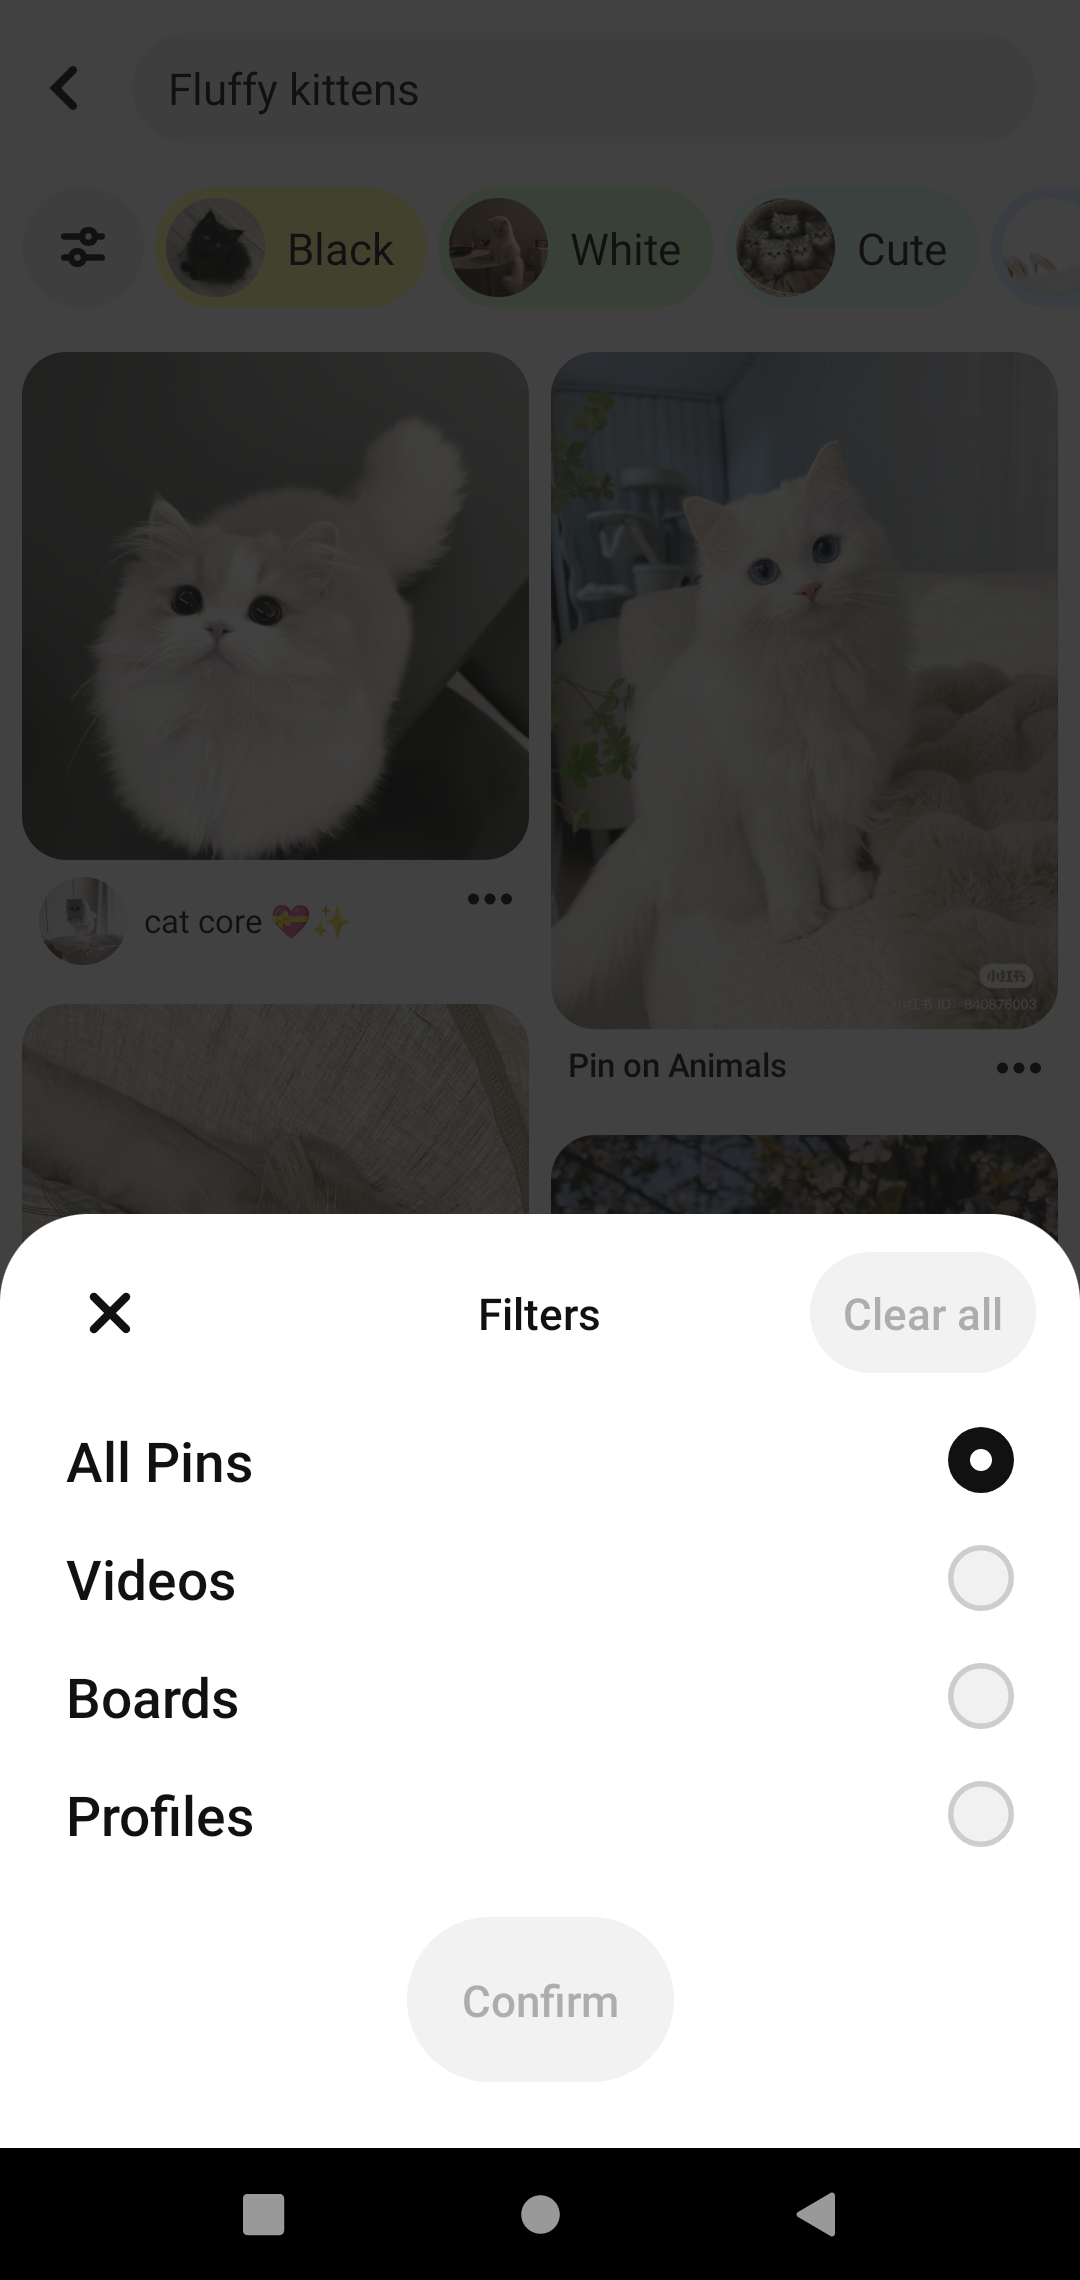 Fluffy kittens
Black
White
Cute
cat core 💝✨
小红书
小红书 ID: 840876003
Pin on Animals
Filters
Clear all
All Pins
Videos
Boards
Profiles
Confirm